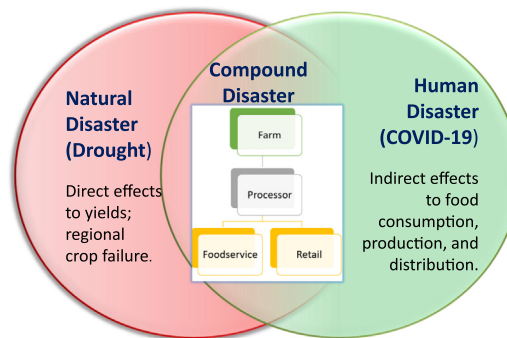 Natural
Disaster
(Drought)
Direct effects
to yields;
regional
crop failure.
Compound
Disaster
Farm
Processor
Foodservice
Retail
Human
Disaster
(COVID-19)
Indirect effects
to food
consumption,
production, and
distribution.